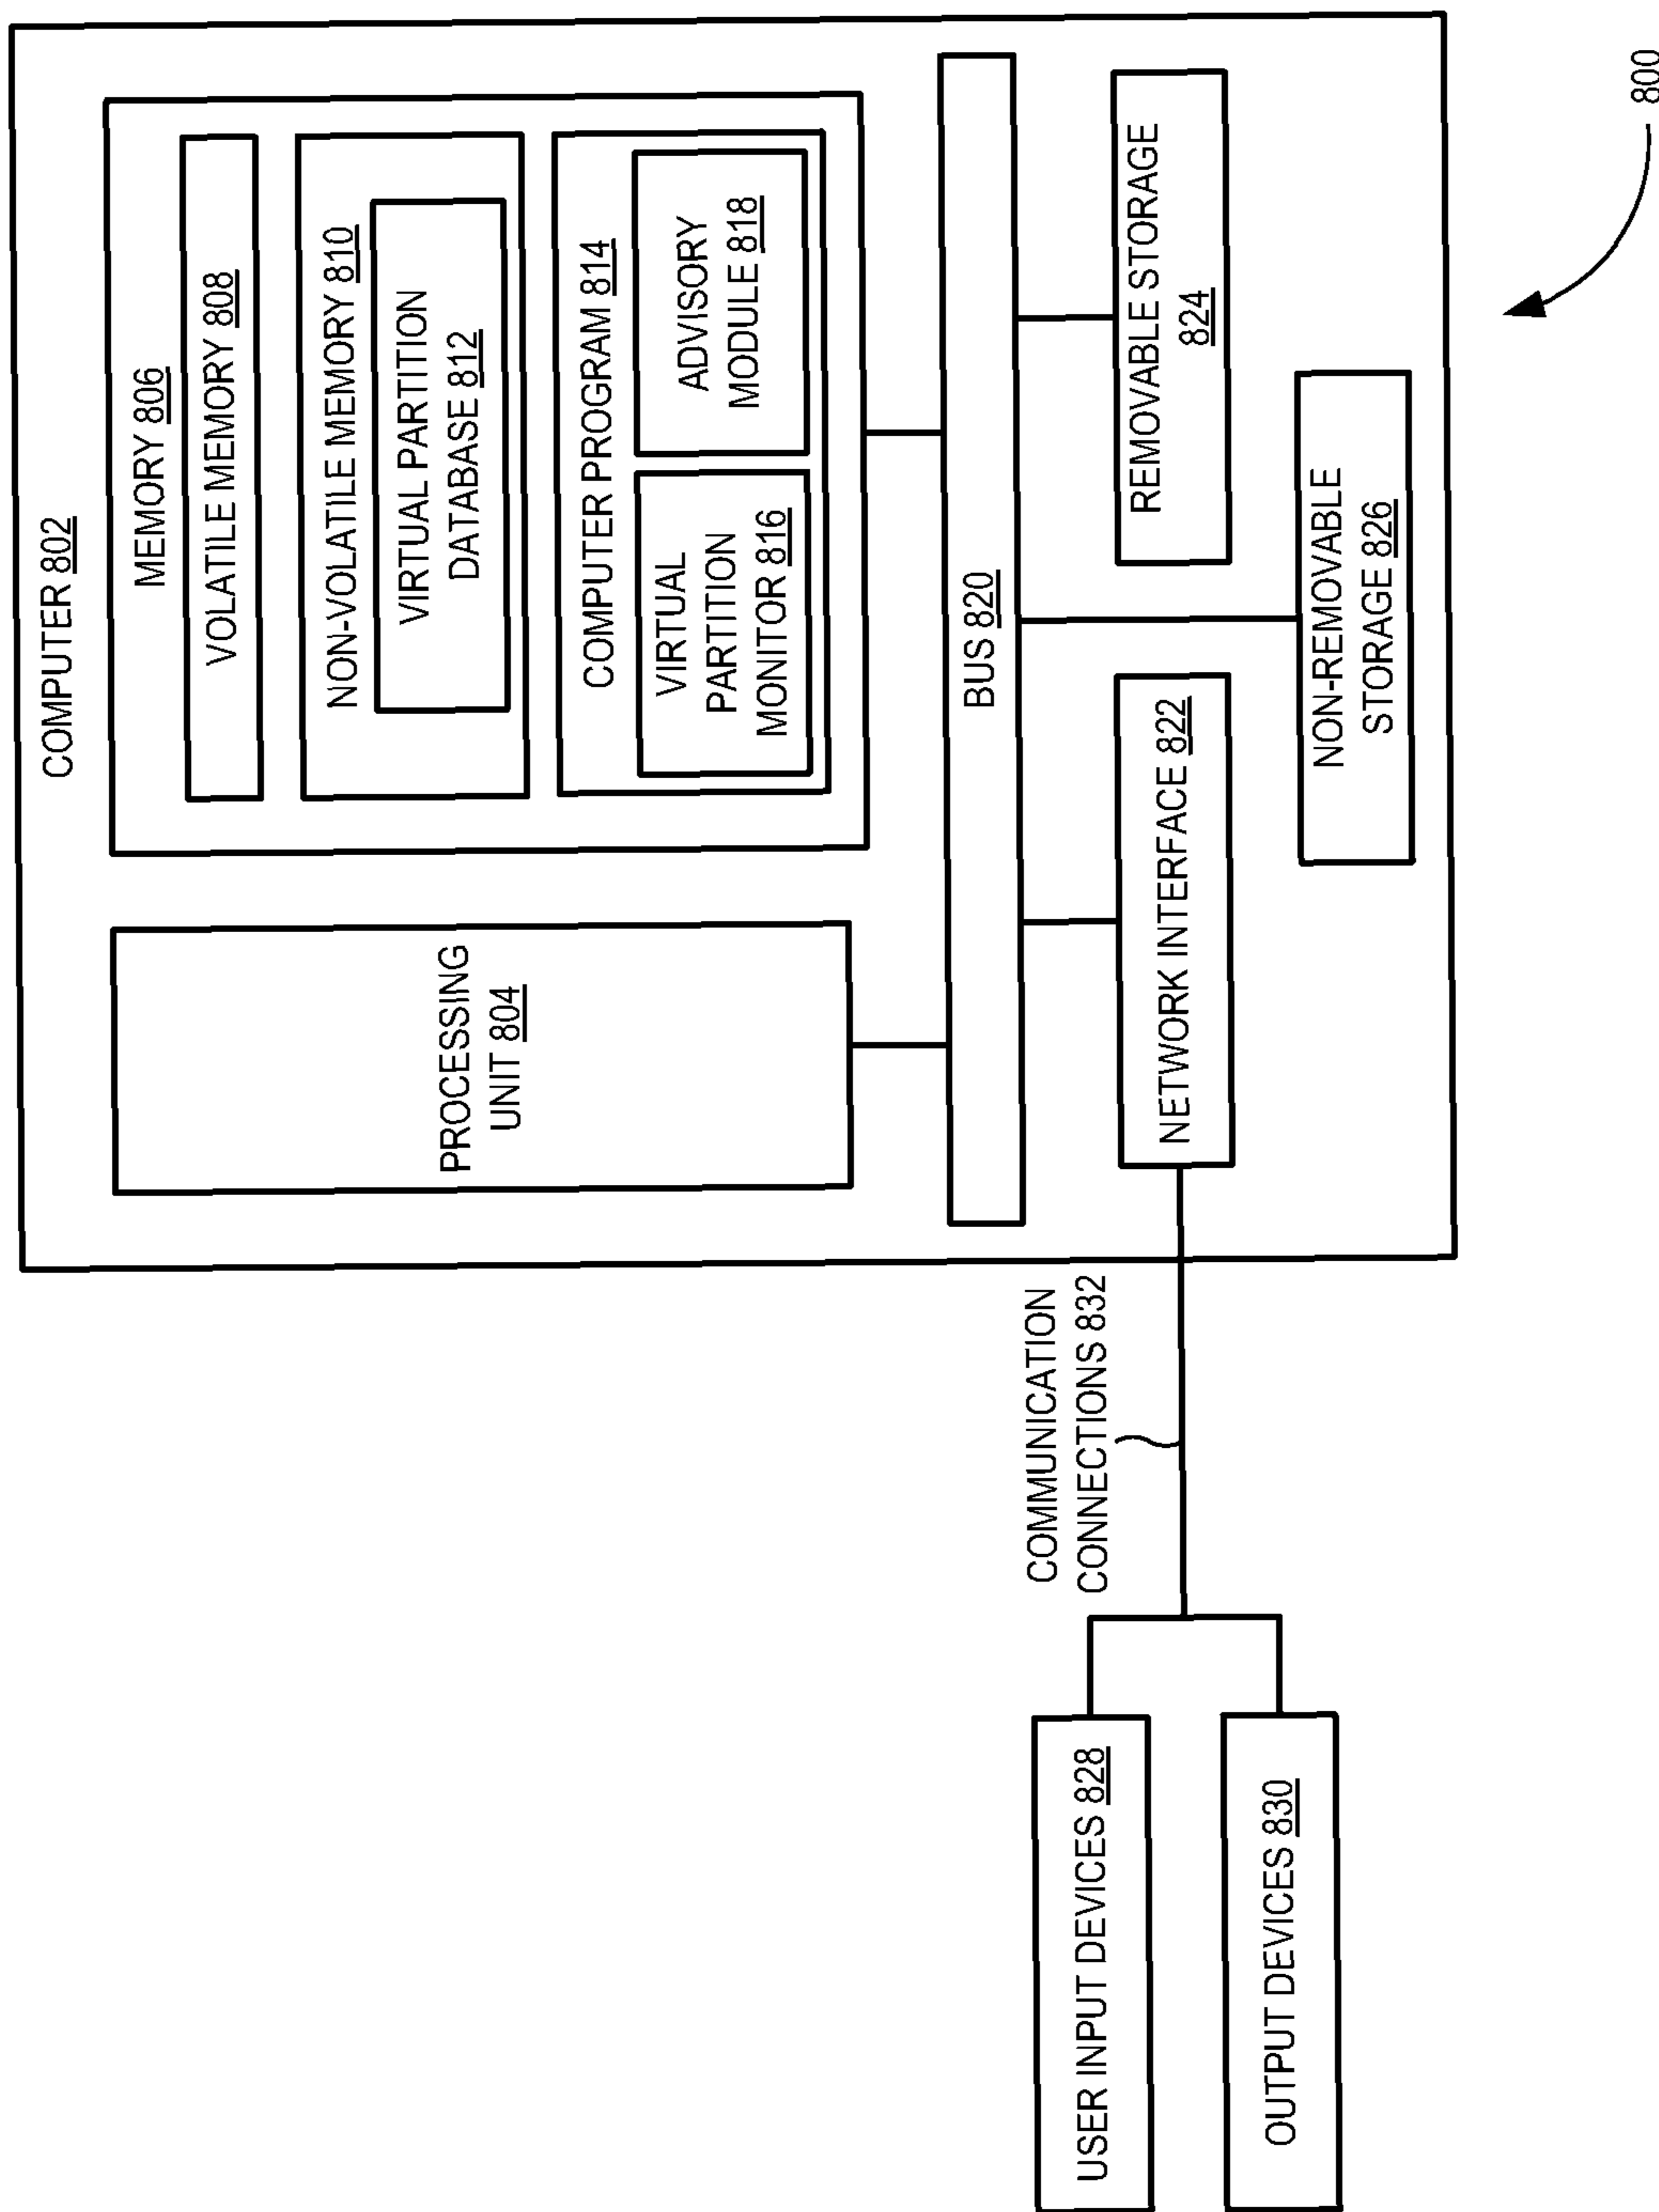 COMPUTER 802
PROCESSING
UNIT 804
MEMORY 806
VOLATILE MEMORY 808
NON-VOLATILE MEMORY 810
VIRTUAL PARTITION
DATABASE 812
COMPUTER PROGRAM 814
VIRTUAL
PARTITION
MONITOR 816
ADVISORY
MODULE 818
BUS 820
COMMUNICATION
CONNECTIONS 832
USER INPUT DEVICES 828
OUTPUT DEVICES 830
NETWORK INTERFACE 822
REMOVABLE STORAGE
824
NON-REMOVABLE
STORAGE 826
800